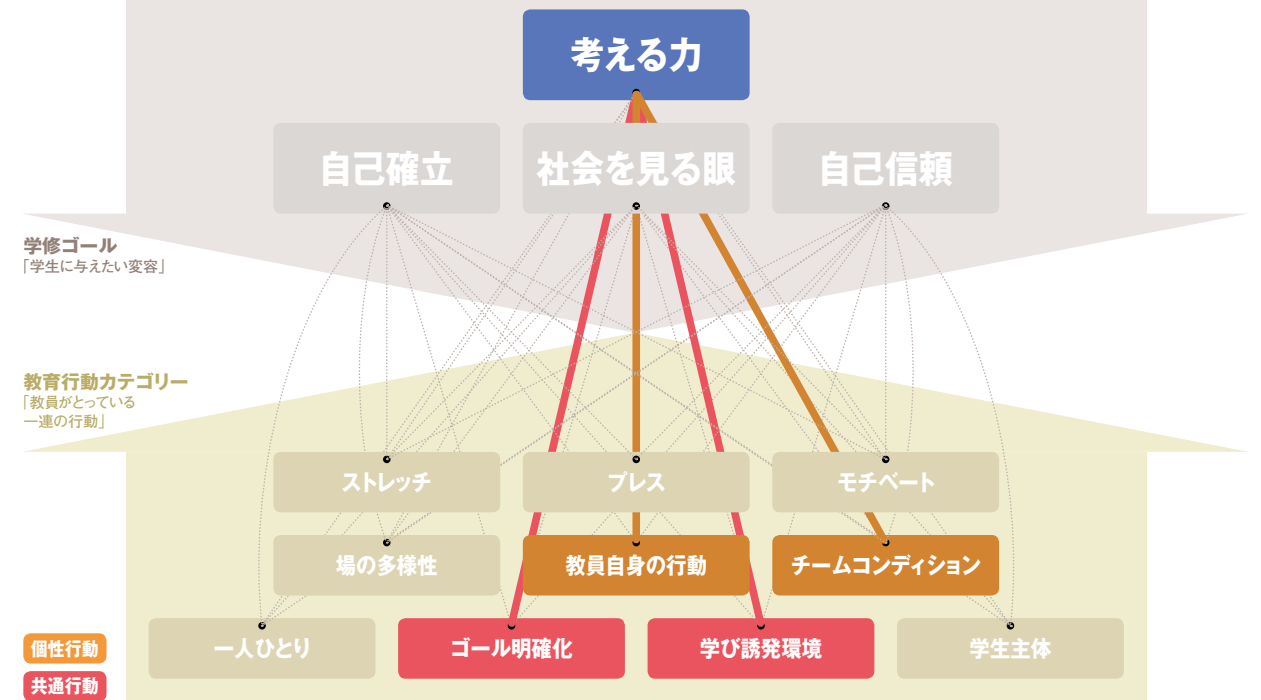 考える力
自己確立
社会を見る眼
自己信頼
学修ゴール
「学生に与えたい変容」
教育行動カテゴリー
「教員がとっている
一連の行動」
ストレッチ
プレス
モチベート
場の多様性
教員自身の行動
チームコンディション
一人ひとり
ゴール明確化
学び誘発環境
学生主体
個性行動
共通行動